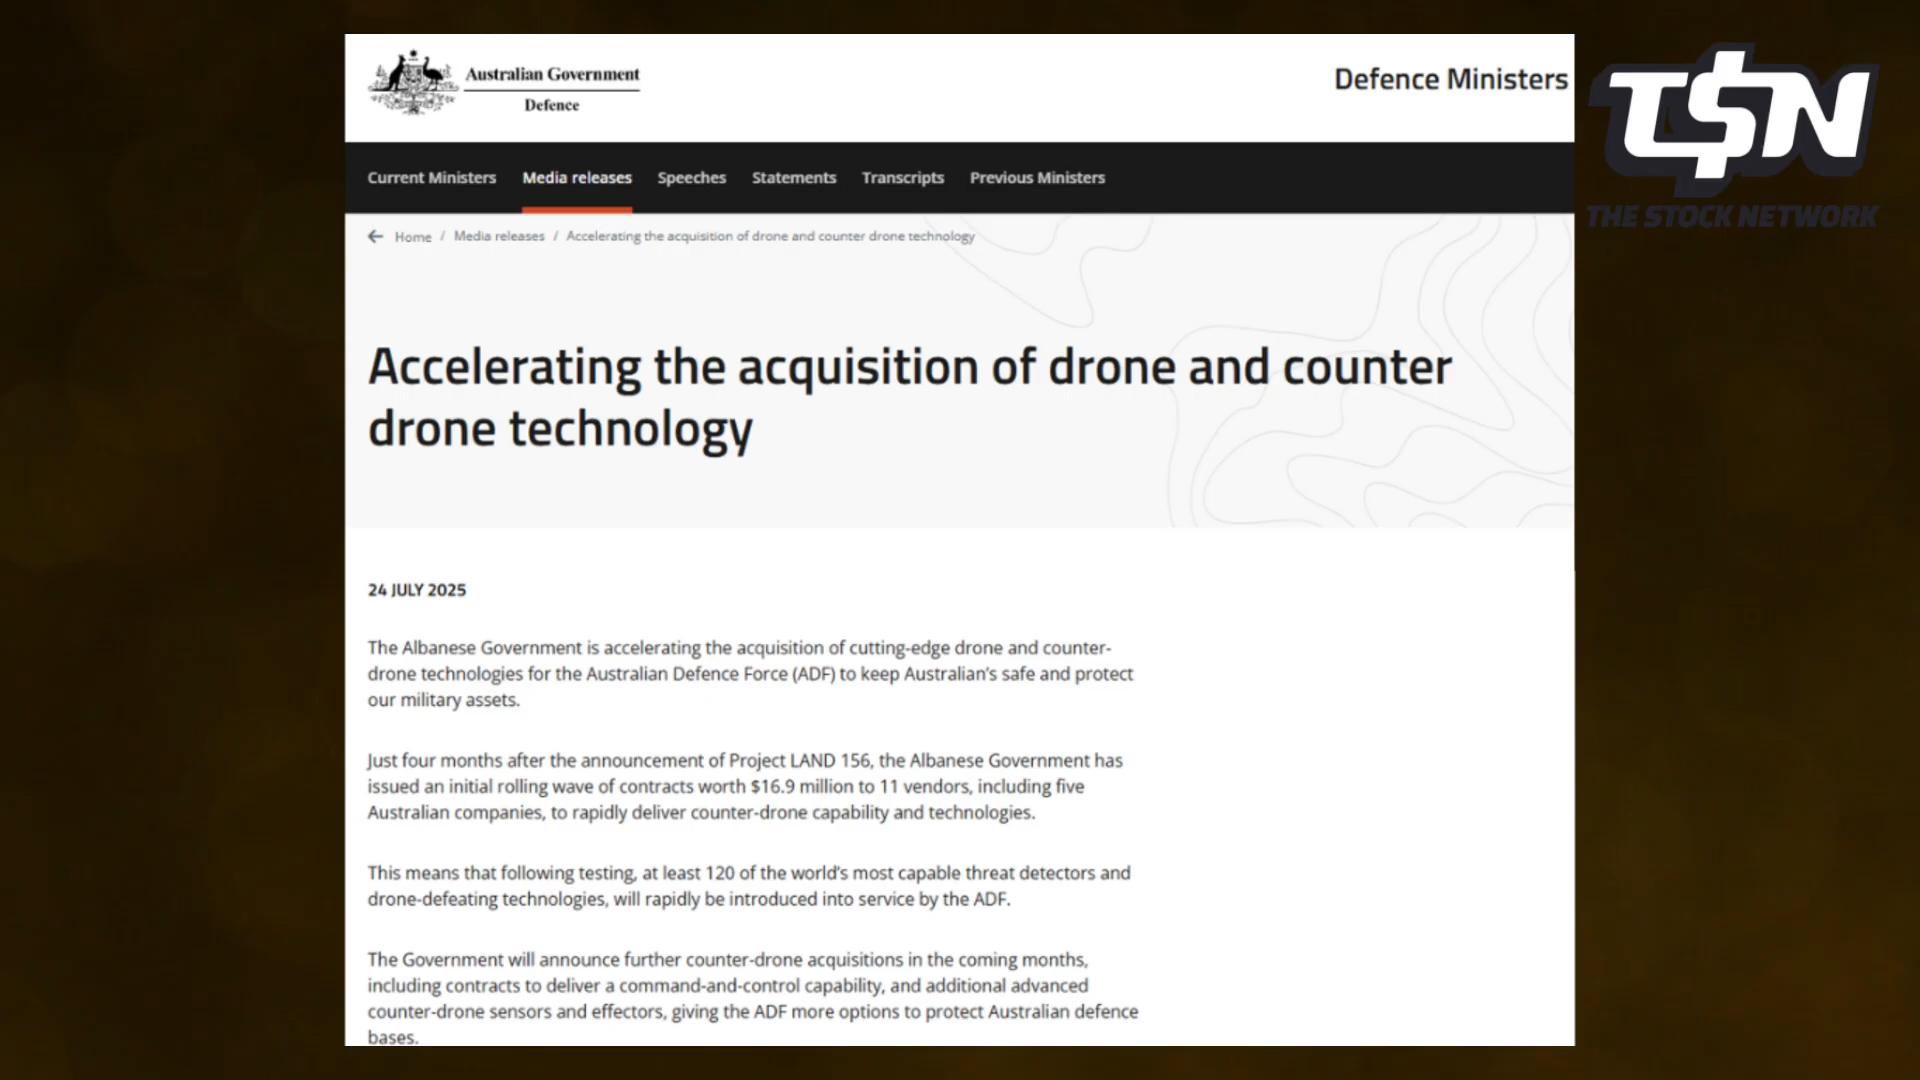 Australian Government
Defence
Defence Ministers
TSN
THE STOCK NETWORK
Current Ministers
Media releases
Speeches
Statements
Transcripts
Previous Ministers
Home / Media releases / Accelerating the acquisition of drone and counter drone technology
Accelerating the acquisition of drone and counter
drone technology
24 JULY 2025
The Albanese Government is accelerating the acquisition of cutting-edge drone and counter-
drone technologies for the Australian Defence Force (ADF) to keep Australian's safe and protect
our military assets.
Just four months after the announcement of Project LAND 156, the Albanese Government has
issued an initial rolling wave of contracts worth $16.9 million to 11 vendors, including five
Australian companies, to rapidly deliver counter-drone capability and technologies.
This means that following testing, at least 120 of the world's most capable threat detectors and
drone-defeating technologies, will rapidly be introduced into service by the ADF.
The Government will announce further counter-drone acquisitions in the coming months,
including contracts to deliver a command-and-control capability, and additional advanced
counter-drone sensors and effectors, giving the ADF more options to protect Australian defence
bases.